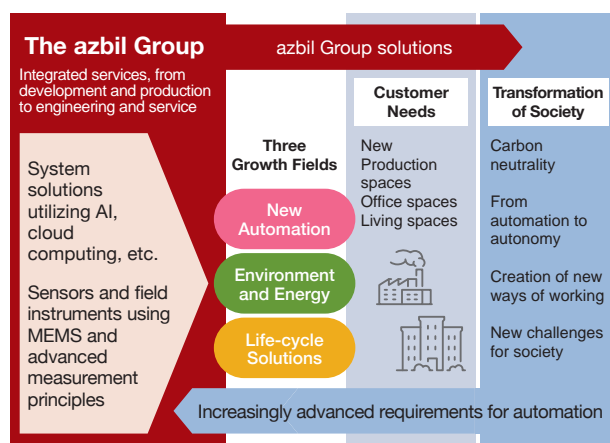 The azbil Group
Integrated services, from
development and production
to engineering and service
azbil Group solutions
System
solutions
utilizing AI,
cloud
computing, etc.
Sensors and field
instruments using
MEMS and
advanced
measurement
principles
Three
Growth Fields
New
Automation
Environment
and Energy
Life-cycle
Solutions
Customer
Needs
New
Production
spaces
Office spaces
Living spaces
Transformation
of Society
Carbon
neutrality
From
automation to
autonomy
Creation of new
ways of working
New challenges
for society
Increasingly advanced requirements for automation